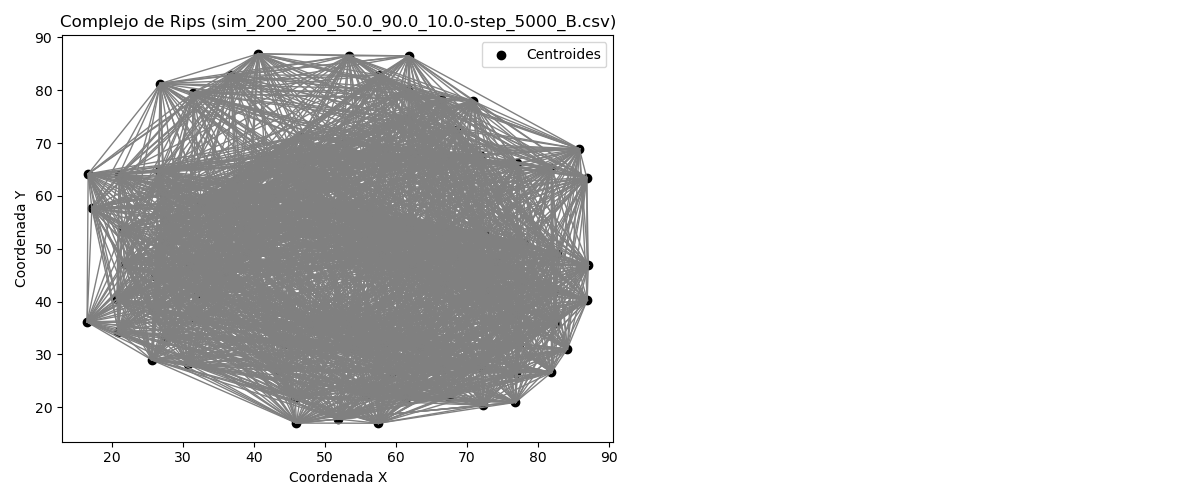 Complejo de Rips (sim_200_200_50.0_90.0_10.0-step_5000_B.csv)
Centroides
90
80
70
60
50
40
30
20
Coordenada Y
20 30 40 50 60 70 80 90
Coordenada X